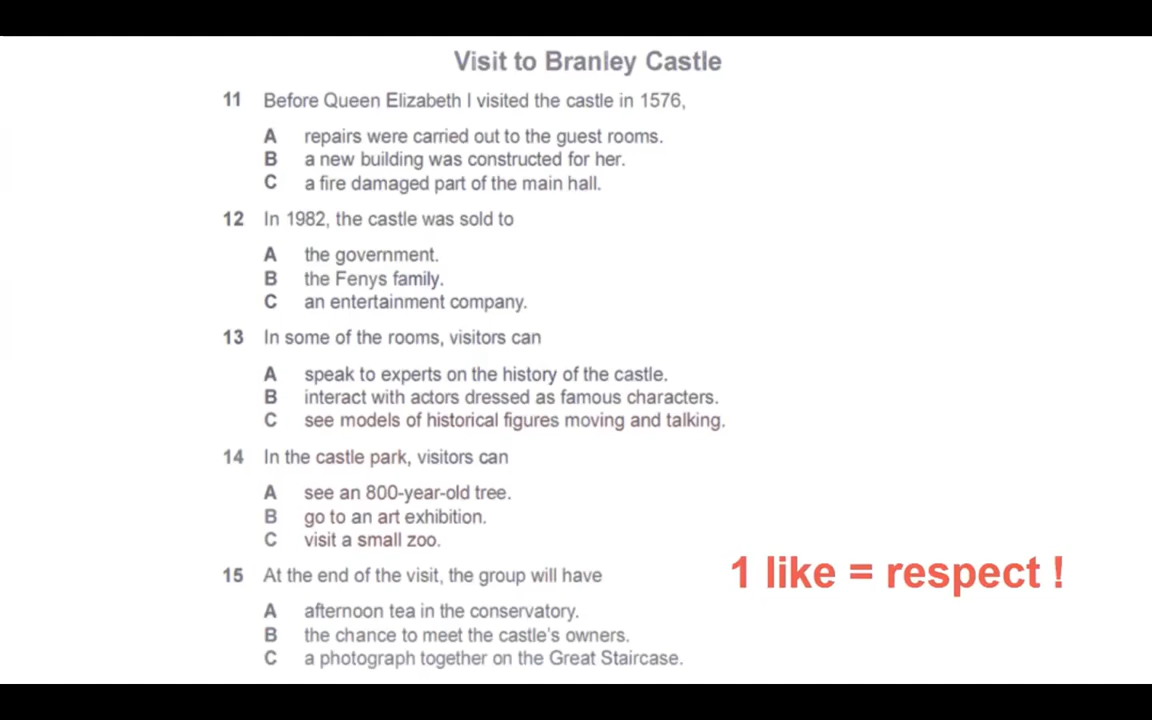 Visit to Branley Castle
11 Before Queen Elizabeth I visited the castle in 1576,
A repairs were carried out to the guest rooms.
B a new building was constructed for her.
C a fire damaged part of the main hall.
12 In 1982, the castle was sold to
A the government.
B the Fenys family.
C an entertainment company.
13 In some of the rooms, visitors can
A speak to experts on the history of the castle.
B interact with actors dressed as famous characters.
C see models of historical figures moving and talking.
14 In the castle park, visitors can
A see an 800-year-old tree.
B go to an art exhibition.
C visit a small zoo.
15 At the end of the visit, the group will have
A afternoon tea in the conservatory.
B the chance to meet the castle's owners.
C a photograph together on the Great Staircase.
1 like = respect !